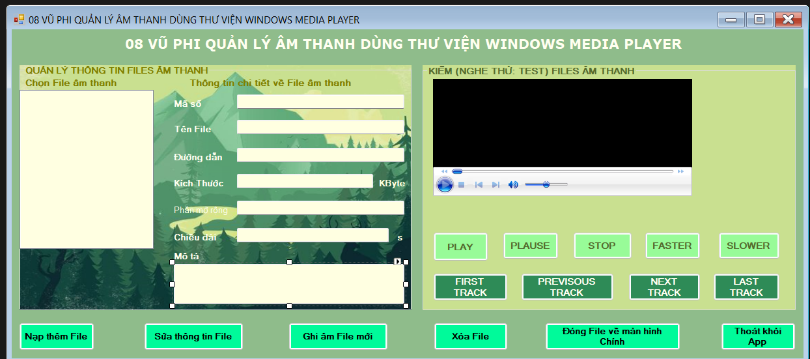 08 VŨ PHI QUẢN LÝ ÂM THANH DÙNG THƯ VIỆN WINDOWS MEDIA PLAYER
08 VŨ PHI QUẢN LÝ ÂM THANH DÙNG THƯ VIỆN WINDOWS MEDIA PLAYER
QUẢN LÝ THÔNG TIN FILES ÂM THANH
Chọn File âm thanh
Thông tin chi tiết về File âm thanh
Mã số
Tên File
Đường dẫn
Kích Thước
KByte
Phần mở rộng
Chiều dài
s
Mô tả
KIỂM (NGHE THỬ: TEST) FILES ÂM THANH
PLAY
PLAUSE
STOP
FASTER
SLOWER
FIRST
TRACK
PREVISOUS
TRACK
NEXT
TRACK
LAST
TRACK
Nạp thêm File
Sửa thông tin File
Ghi âm File mới
Xóa File
Đóng File về màn hình
Chính
Thoát khỏi
App